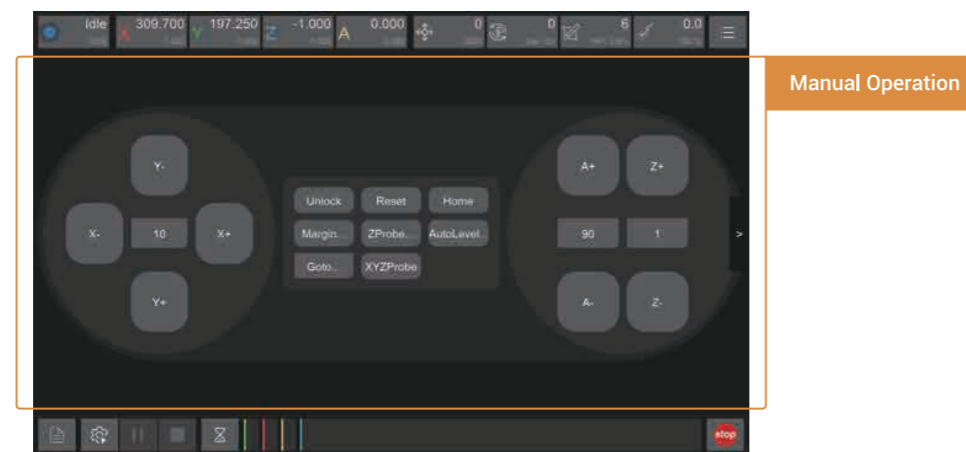 Idle X 309.700 Y 197.250 Z -1.000 A 0.000 0 0 6 0.0
Manual Operation
Y-
A+ Z+
Unlock Reset Home
X- 10 X+
Margin... ZProbe... AutoLevel..
90 1 >
Goto.. XYZProbe
Y+
A- Z-
stop